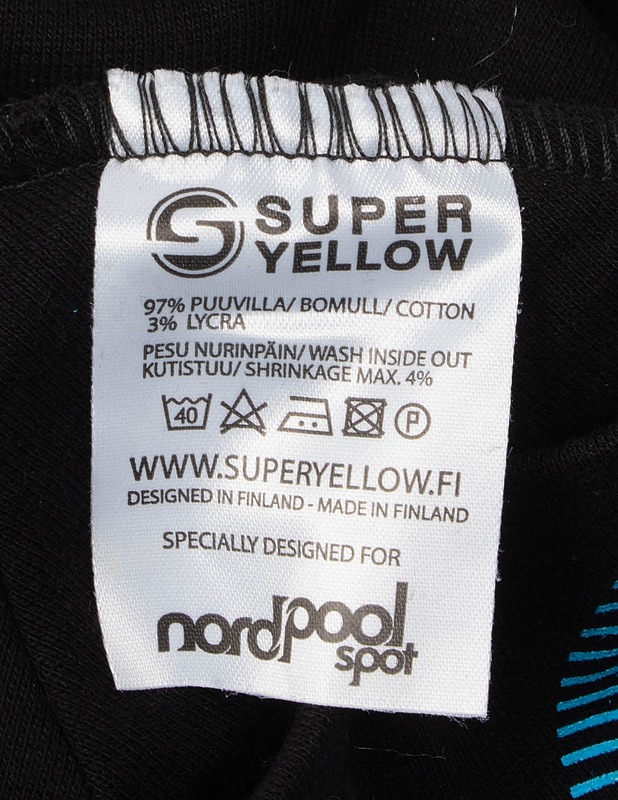 SUPER
YELLOW
97% PUUVILLA/ BOMULL/ COTTON
3% LYCRA
PESU NURINPÄIN/ WASH INSIDE OUT
KUTISTUU/ SHRINKAGE MAX. 4%
40 P
WWW.SUPERYELLOW.FI
DESIGNED IN FINLAND - MADE IN FINLAND
SPECIALLY DESIGNED FOR
nordpool
spot